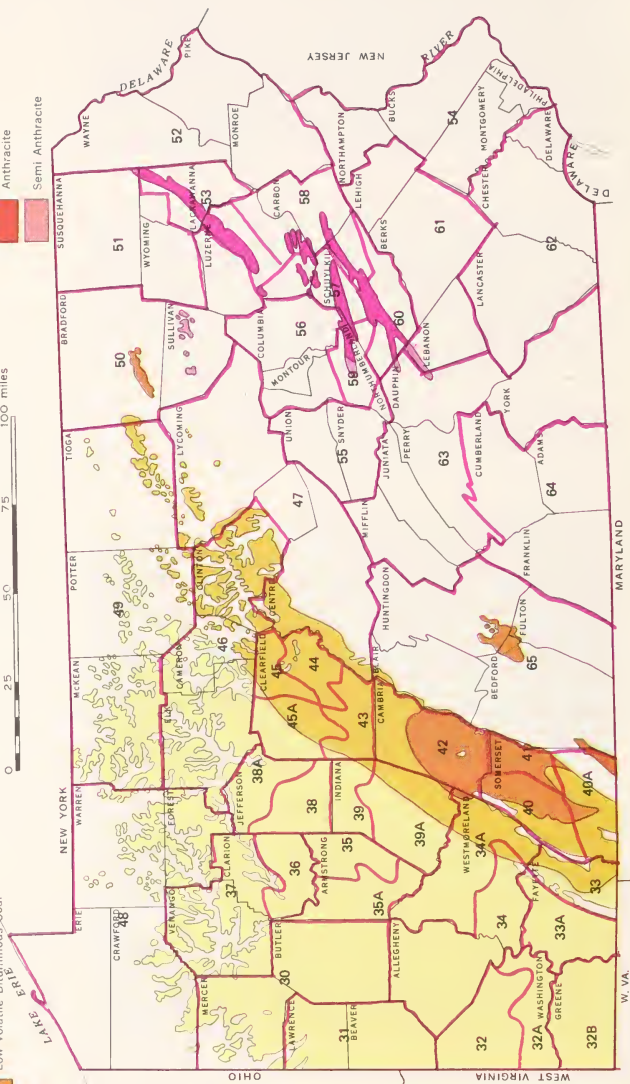 Low Volatile Bituminous Coal
Anthracite
Semi Anthracite
0 25 50 75 100 miles
LAKE ERIE
NEW YORK
ERIE
CRAWFORD
48
WARREN
McKEAN
POTTER
49
TIOGA
BRADFORD
50
SUSQUEHANNA
51
WAYNE
52
PIKE
DELAWARE
RIVER
MERCER
VENANGO
FOREST
ELK
CAMERON
46
CLINTON
LYCOMING
SULLIVAN
WYOMING
LACKAWANNA
53
LUZERNE
MONROE
OHIO
LAWRENCE
30
BUTLER
37
CLARION
JEFFERSON
38A
CLEARFIELD
45
45A
44
CENTRE
47
UNION
COLUMBIA
MONTOUR
56
CARBON
58
NORTHAMPTON
NEW JERSEY
31
BEAVER
ARMSTRONG
36
35
35A
38
INDIANA
39
43
CAMBRIA
BLAIR
HUNTINGDON
MIFFLIN
55
SNYDER
JUNIATA
NORTHUMBERLAND
59
SCHUYLKILL
57
LEHIGH
BUCKS
ALLEGHENY
39A
42
PERRY
DAUPHIN
60
LEBANON
BERKS
61
MONTGOMERY
54
PHILADELPHIA
32
WASHINGTON
32A
34
WESTMORELAND
34A
SOMERSET
40
41
BEDFORD
65
FULTON
FRANKLIN
63
CUMBERLAND
ADAMS
64
YORK
LANCASTER
62
CHESTER
DELAWARE
DELAWARE
GREENE
32B
FAYETTE
33A
33
40A
WEST VIRGINIA
W. VA.
MARYLAND